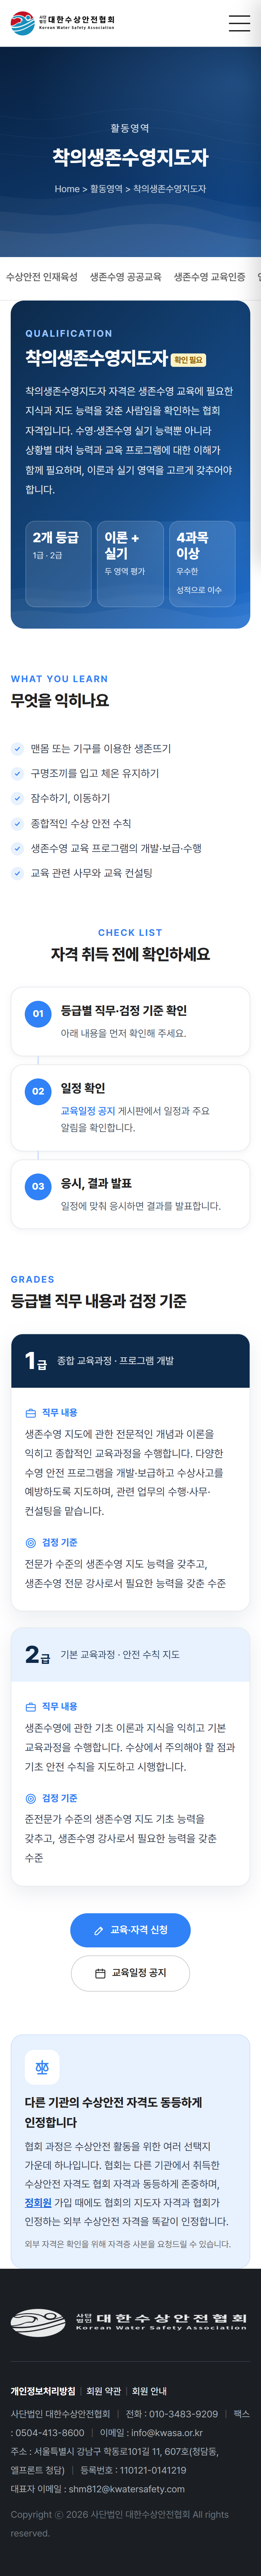 사단법인 대한수상안전협회
Korean Water Safety Association
활동영역
착의생존수영지도자
Home > 활동영역 > 착의생존수영지도자
수상안전 인재육성 생존수영 공공교육 생존수영 교육인증
QUALIFICATION
착의생존수영지도자 확인 필요
착의생존수영지도자 자격은 생존수영 교육에 필요한
지식과 지도 능력을 갖춘 사람임을 확인하는 협회
자격입니다. 수영·생존수영 실기 능력뿐 아니라
상황별 대처 능력과 교육 프로그램에 대한 이해가
함께 필요하며, 이론과 실기 영역을 고르게 갖추어야
합니다.
2개 등급
1급 · 2급
이론 +
실기
두 영역 평가
4과목
이상
우수한
성적으로 이수
WHAT YOU LEARN
무엇을 익히나요
맨몸 또는 기구를 이용한 생존뜨기
구명조끼를 입고 체온 유지하기
잠수하기, 이동하기
종합적인 수상 안전 수칙
생존수영 교육 프로그램의 개발·보급·수행
교육 관련 사무와 교육 컨설팅
CHECK LIST
자격 취득 전에 확인하세요
01
등급별 직무·검정 기준 확인
아래 내용을 먼저 확인해 주세요.
02
일정 확인
교육일정 공지 게시판에서 일정과 주요
알림을 확인합니다.
03
응시, 결과 발표
일정에 맞춰 응시하면 결과를 발표합니다.
GRADES
등급별 직무 내용과 검정 기준
1급 종합 교육과정 · 프로그램 개발
직무 내용
생존수영 지도에 관한 전문적인 개념과 이론을
익히고 종합적인 교육과정을 수행합니다. 다양한
수영 안전 프로그램을 개발·보급하고 수상사고를
예방하도록 지도하며, 관련 업무의 수행·사무·
컨설팅을 맡습니다.
검정 기준
전문가 수준의 생존수영 지도 능력을 갖추고,
생존수영 전문 강사로서 필요한 능력을 갖춘 수준
2급 기본 교육과정 · 안전 수칙 지도
직무 내용
생존수영에 관한 기초 이론과 지식을 익히고 기본
교육과정을 수행합니다. 수상에서 주의해야 할 점과
기초 안전 수칙을 지도하고 시행합니다.
검정 기준
준전문가 수준의 생존수영 지도 기초 능력을
갖추고, 생존수영 강사로서 필요한 능력을 갖춘
수준
교육·자격 신청
교육일정 공지
다른 기관의 수상안전 자격도 동등하게
인정합니다
협회 과정은 수상안전 활동을 위한 여러 선택지
가운데 하나입니다. 협회는 다른 기관에서 취득한
수상안전 자격도 협회 자격과 동등하게 존중하며,
정회원 가입 때에도 협회의 지도자 자격과 협회가
인정하는 외부 수상안전 자격을 똑같이 인정합니다.
외부 자격은 확인을 위해 자격증 사본을 요청드릴 수 있습니다.
사단법인 대한수상안전협회
Korean Water Safety Association
개인정보처리방침 | 회원 약관 | 회원 안내
사단법인 대한수상안전협회 | 전화 : 010-3483-9209 | 팩스
: 0504-413-8600 | 이메일 : info@kwasa.or.kr
주소 : 서울특별시 강남구 학동로101길 11, 607호(청담동,
엘프론트 청담) | 등록번호 : 110121-0141219
대표자 이메일 : shm812@kwatersafety.com
Copyright ⓒ 2026 사단법인 대한수상안전협회 All rights
reserved.